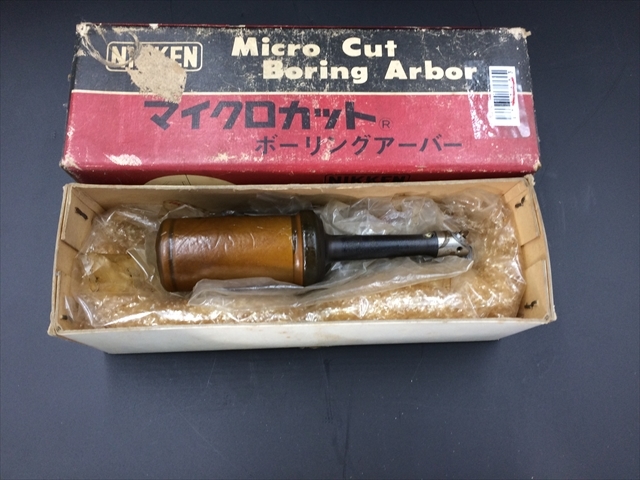 NIKKEN
Micro Cut
Boring Arbor
マイクロカット®
ボーリングアーバー
NIKKEN